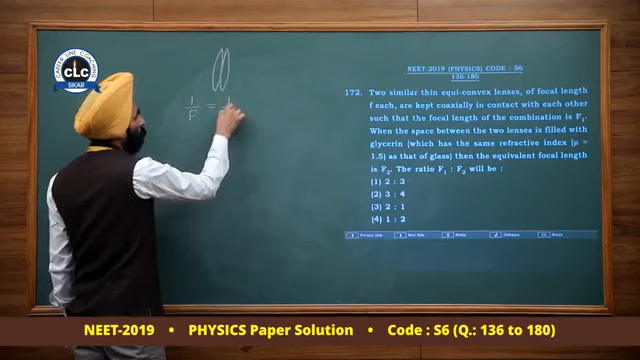 CAREER LINE COACHING
CLC
SIKAR
1/F = 1
NEET-2019 (PHYSICS) CODE : S6
136-180
172. Two similar thin equi-convex lenses, of focal length
f each, are kept coaxially in contact with each other
such that the focal length of the combination is F₁.
When the space between the two lenses is filled with
glycerin (which has the same refractive index (μ =
1.5) as that of glass) then the equivalent focal length
is F₂. The ratio F₁ : F₂ will be :
(1) 2 : 3
(2) 3 : 4
(3) 2 : 1
(4) 1 : 2
Previous Slide
Next Slide
Return
NEET-2019 • PHYSICS Paper Solution • Code : S6 (Q.: 136 to 180)